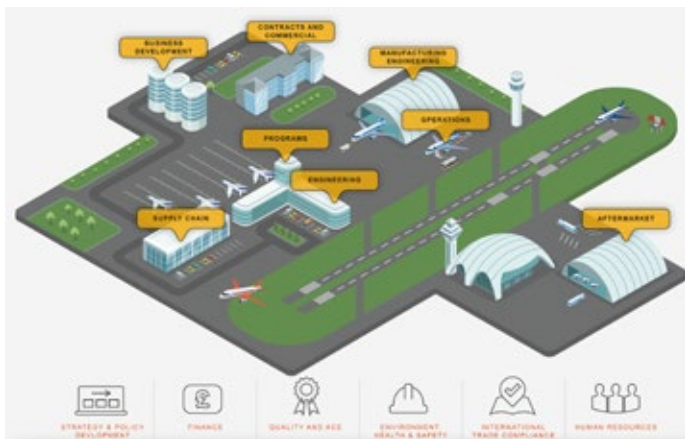 CONTRACTS AND
COMMERCIAL
BUSINESS
DEVELOPMENT
MANUFACTURING
ENGINEERING
OPERATIONS
PROGRAMS
ENGINEERING
SUPPLY CHAIN
AFTERMARKET
STRATEGY & POLICY
DEVLOPMENT
FINANCE
QUALITY AND ACE
ENVIRONMENT
HEALTH & SAFETY
INTERNATIONAL
TRADE COMPLIANCE
HUMAN RESOURCES